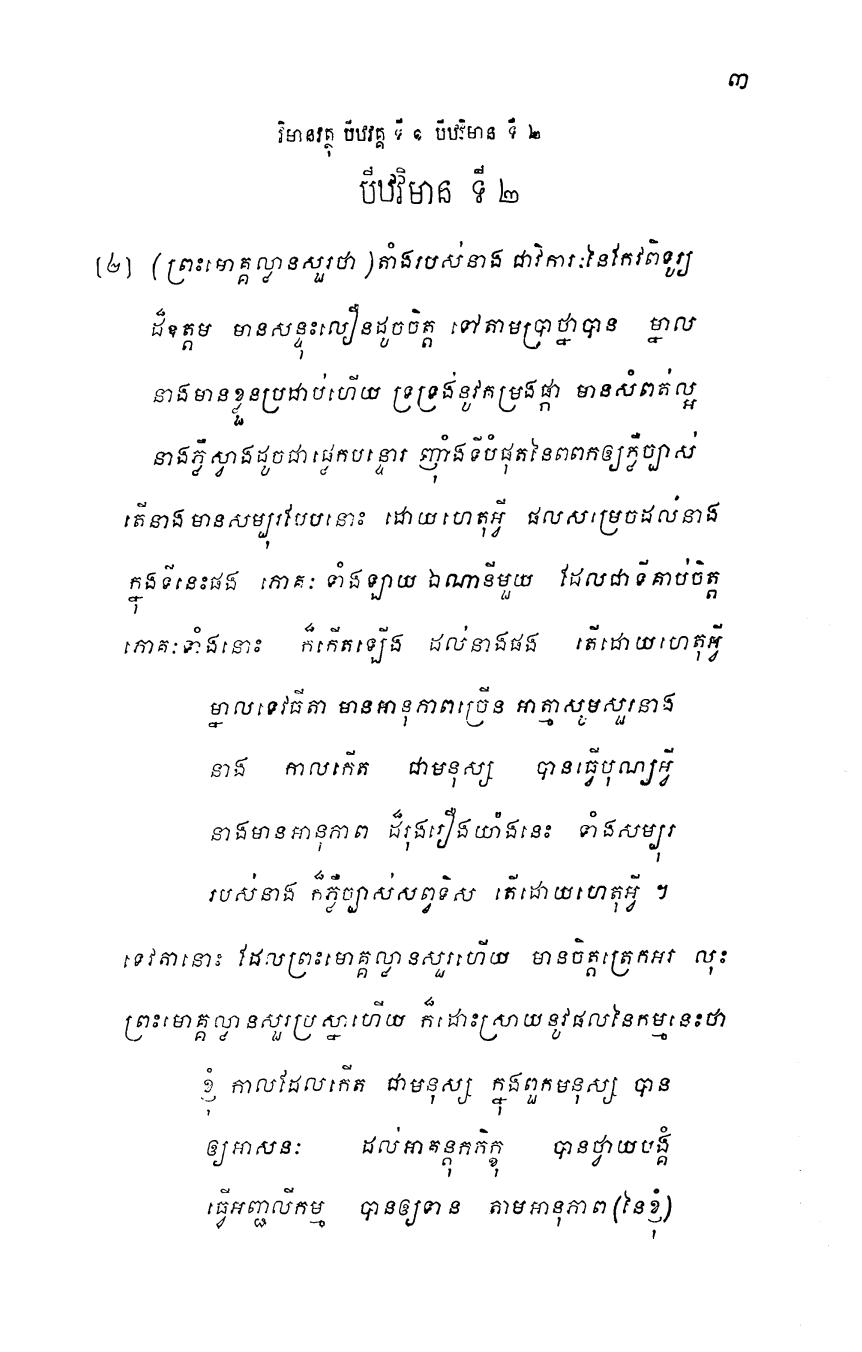 ៣
វិមានវត្ថុ បីឋវគ្គ ទី ១ បីឋវិមាន ទី ២
បីឋវិមាន ទី ២
[២] (ព្រះមោគ្គល្លានសួរថា) តាំងរបស់នាង ជាវិការៈនៃកែវពិទូរ្យ
ដ៏ឧត្តម មានសន្ទុះលឿនដូចចិត្ត ទៅតាមប្រាថ្នាបាន ម្នាល
នាងមានខ្លួនប្រដាប់ហើយ ទ្រទ្រង់នូវកម្រងផ្កា មានសំពត់ល្អ
នាងភ្លឺស្វាងដូចជាផ្លេកបន្ទោរ ញ៉ាំងទីបំផុតនៃពពកឲ្យភ្លឺច្បាស់
តើនាងមានសម្បុរបែបនោះ ដោយហេតុអ្វី ផលសម្រេចដល់នាង
ក្នុងទីនេះផង ភោគៈ ទាំងឡាយ ឯណានីមួយ ដែលជាទីគាប់ចិត្ត
ភោគៈទាំងនោះ ក៏កើតឡើង ដល់នាងផង តើដោយហេតុអ្វី
ម្នាលទេវធីតា មានអានុភាពច្រើន អាត្មាសូមសួរនាង
នាង កាលកើត ជាមនុស្ស បានធ្វើបុណ្យអ្វី
នាងមានអានុភាព ដ៏រុងរឿងយ៉ាងនេះ ទាំងសម្បុរ
របស់នាង ក៏ភ្លឺច្បាស់សព្វទិស តើដោយហេតុអ្វី ។
ទេវតានោះ ដែលព្រះមោគ្គល្លានសួរហើយ មានចិត្តត្រេកអរ លុះ
ព្រះមោគ្គល្លានសួរប្រស្នាហើយ ក៏ដោះស្រាយនូវផលនៃកម្មនេះថា
ខ្ញុំ កាលដែលកើត ជាមនុស្ស ក្នុងពួកមនុស្ស បាន
ឲ្យអាសនៈ ដល់អាគន្តុកភិក្ខុ បានថ្វាយបង្គំ
ធ្វើអញ្ជលីកម្ម បានឲ្យទាន តាមអានុភាព (នៃខ្ញុំ)